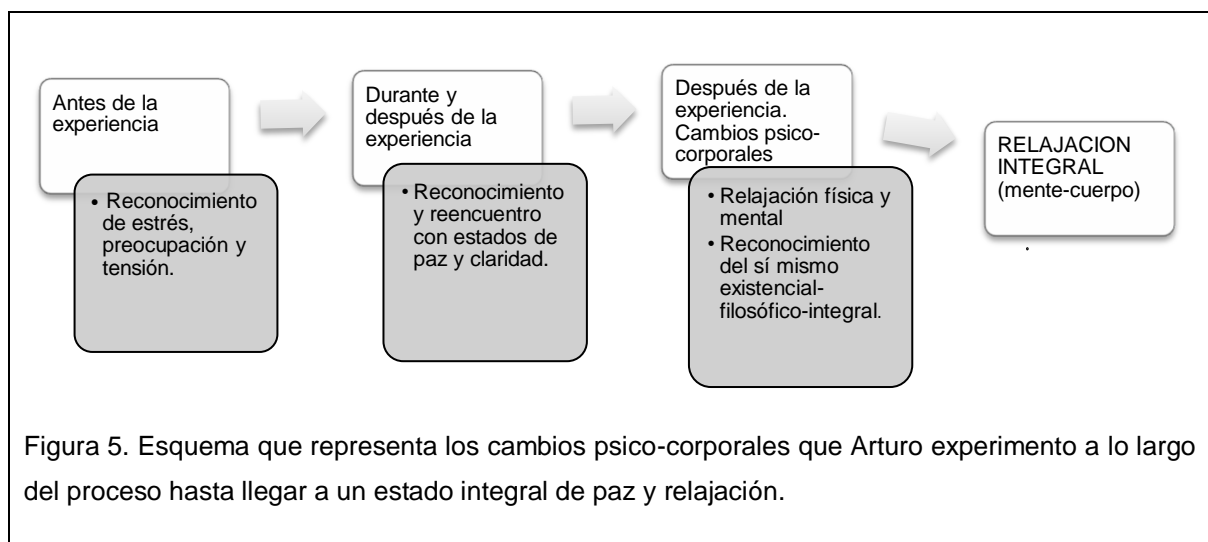 Antes de la
experiencia
• Reconocimiento
de estrés,
preocupación y
tensión.
Durante y
después de la
experiencia
• Reconocimiento
y reencuentro
con estados de
paz y claridad.
Después de la
experiencia.
Cambios psico-
corporales
• Relajación física y
mental
• Reconocimiento
del sí mismo
existencial-
filosófico-integral.
RELAJACION
INTEGRAL
(mente-cuerpo)
.
Figura 5. Esquema que representa los cambios psico-corporales que Arturo experimento a lo largo
del proceso hasta llegar a un estado integral de paz y relajación.